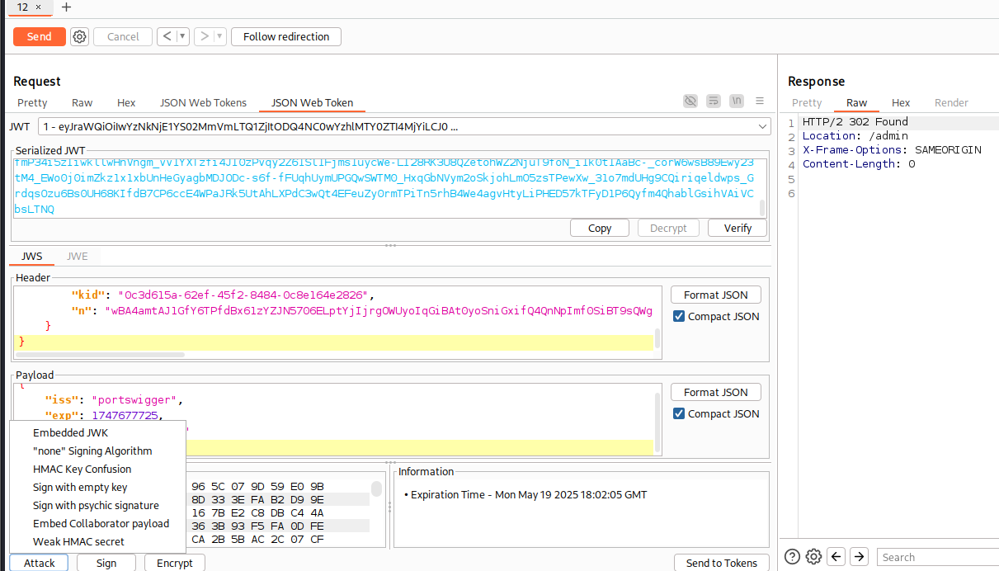 12 × +
Send Cancel < ▾ > ▾ Follow redirection
Request
Pretty Raw Hex JSON Web Tokens JSON Web Token
\n
JWT 1 - eyJraWQiOiIwYzNkNjE1YS02MmVmLTQ1ZjItODQ4NC0wYzhlMTY0ZTI4MjYiLCJ0 ...
Serialized JWT
bsLTNQ
Copy Decrypt Verify
JWS JWE
Header
"kid": "0c3d615a-62ef-45f2-8484-0c8e164e2826",
"n":
}
}
Format JSON
Compact JSON
Payload
{
"iss": "portswigger",
"exp": 1747677725,
"
Format JSON
Compact JSON
Embedded JWK
"none" Signing Algorithm
HMAC Key Confusion
Sign with empty key
Sign with psychic signature
Embed Collaborator payload
Weak HMAC secret
96 5C 07 9D 59 E0 9B
8D 33 3E FA B2 D9 9E
16 7B E2 C8 DB C4 4A
36 3B 93 F5 FA 0D FE
CA 2B 5B AC 2C 07 CF
Information
• Expiration Time - Mon May 19 2025 18:02:05 GMT
Attack Sign Encrypt Send to Tokens
Response
Pretty Raw Hex Render
1 HTTP/2 302 Found
2 Location: /admin
3 X-Frame-Options: SAMEORIGIN
4 Content-Length: 0
5
6
Search